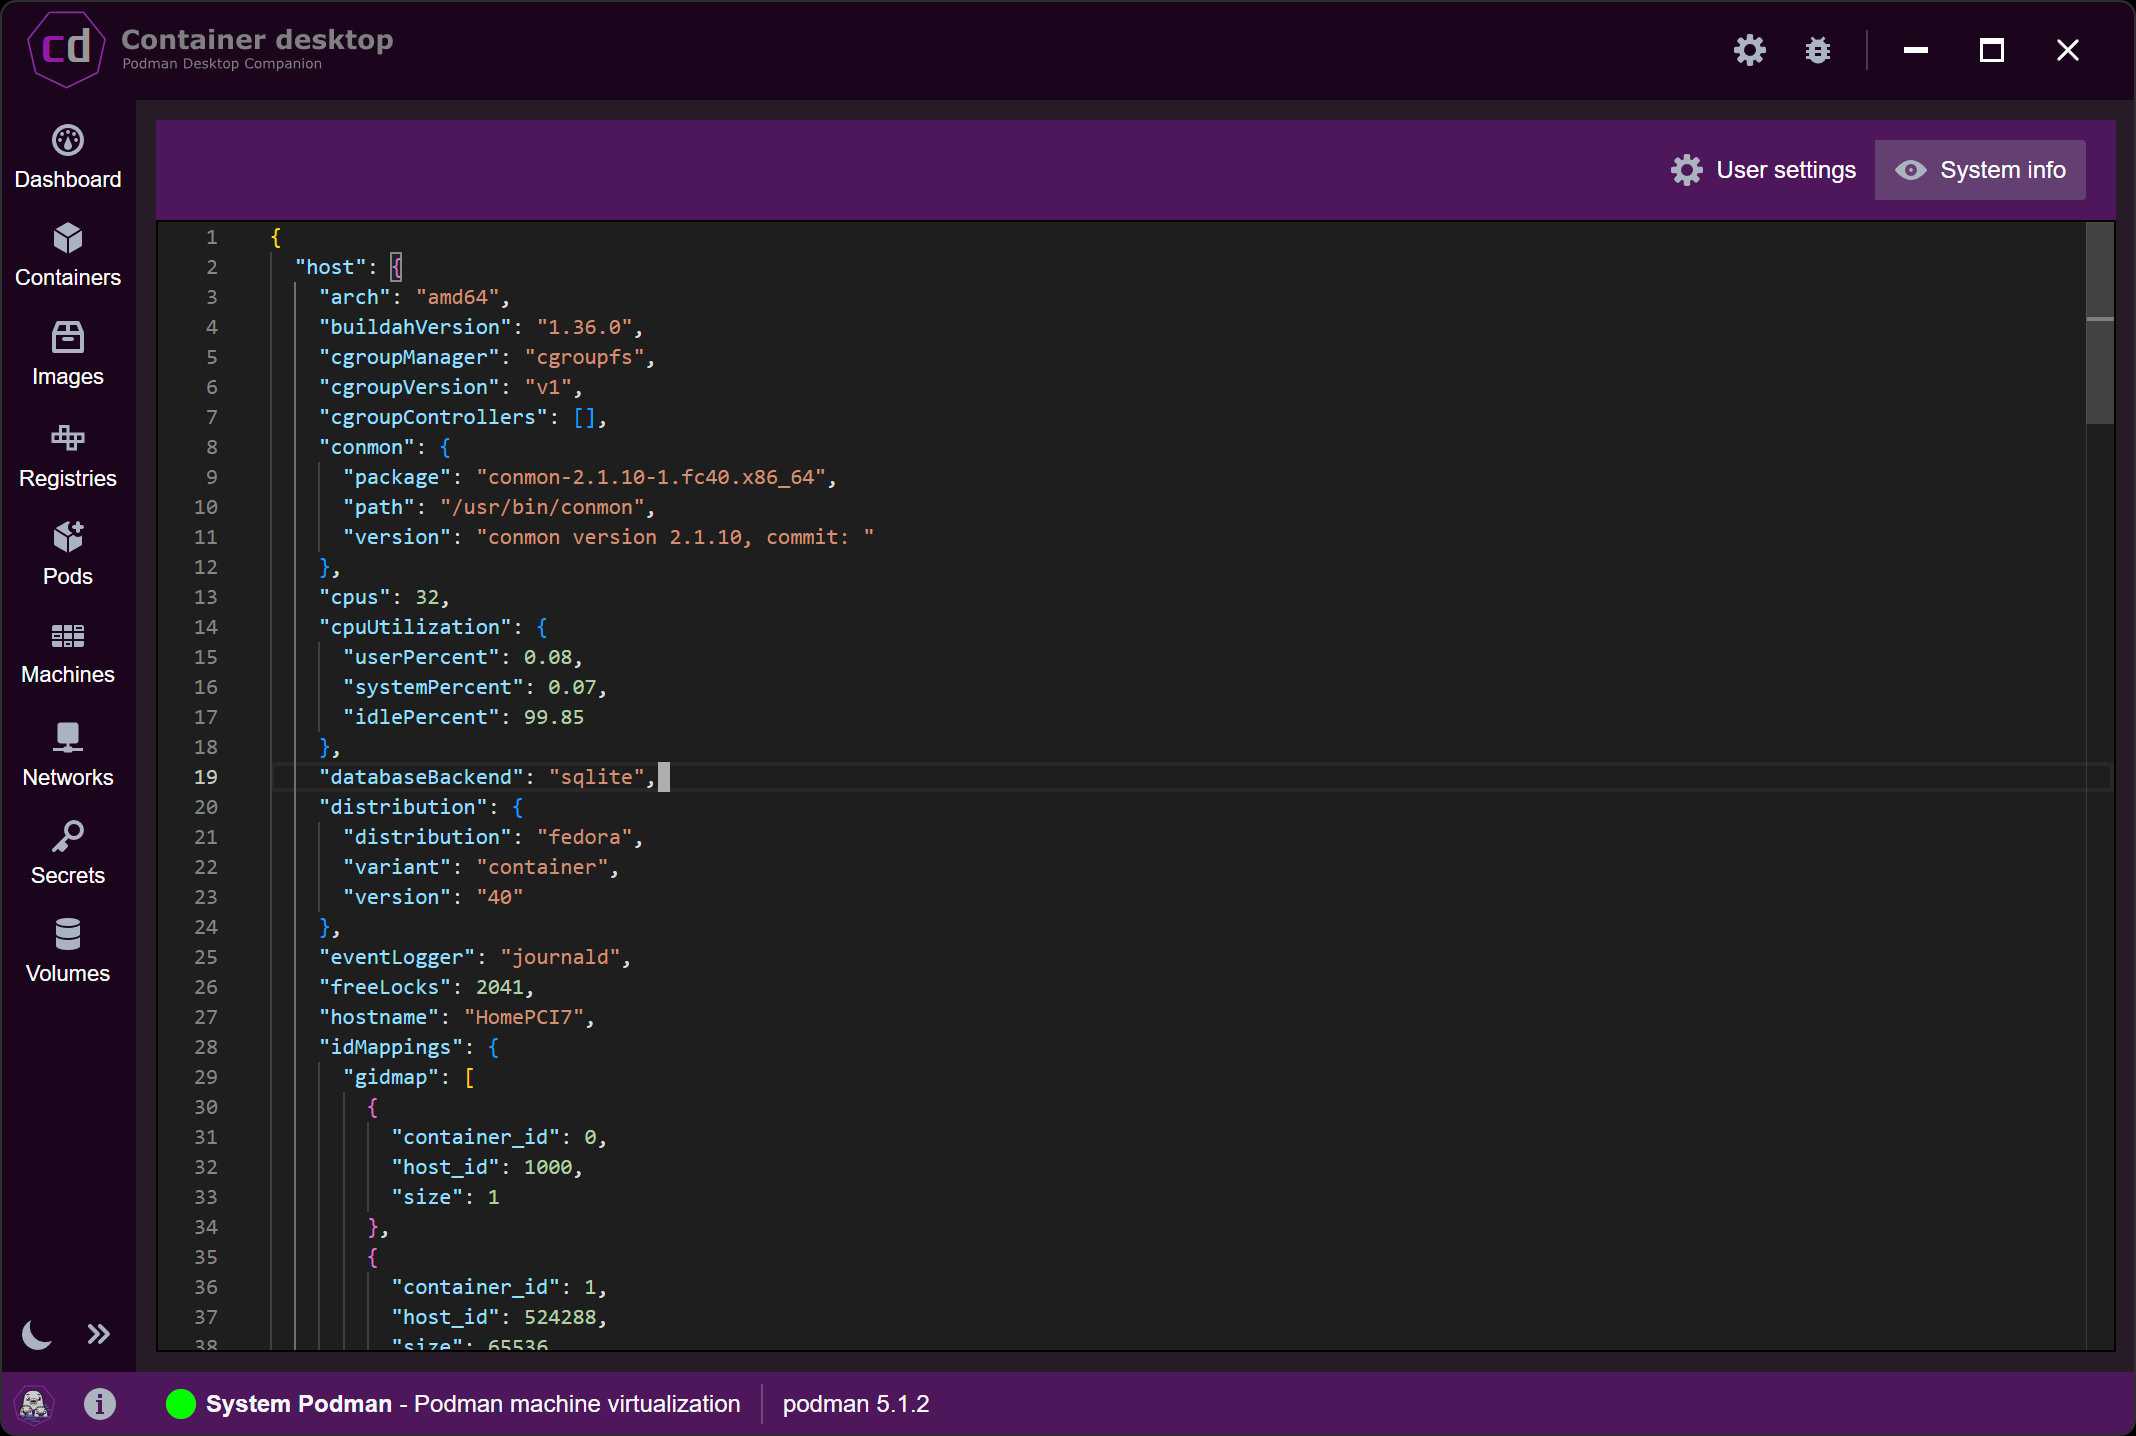 cd
Container desktop
Podman Desktop Companion
Dashboard
Containers
Images
Registries
Pods
Machines
Networks
Secrets
Volumes
User settings
System info
1 {
2 "host": {
3 "arch": "amd64",
4 "buildahVersion": "1.36.0",
5 "cgroupManager": "cgroupfs",
6 "cgroupVersion": "v1",
7 "cgroupControllers": [],
8 "conmon": {
9 "package": "conmon-2.1.10-1.fc40.x86_64",
10 "path": "/usr/bin/conmon",
11 "version": "conmon version 2.1.10, commit: "
12 },
13 "cpus": 32,
14 "cpuUtilization": {
15 "userPercent": 0.08,
16 "systemPercent": 0.07,
17 "idlePercent": 99.85
18 },
19 "databaseBackend": "sqlite",
20 "distribution": {
21 "distribution": "fedora",
22 "variant": "container",
23 "version": "40"
24 },
25 "eventLogger": "journald",
26 "freeLocks": 2041,
27 "hostname": "HomePCI7",
28 "idMappings": {
29 "gidmap": [
30 {
31 "container_id": 0,
32 "host_id": 1000,
33 "size": 1
34 },
35 {
36 "container_id": 1,
37 "host_id": 524288,
38 "size": 65536
System Podman - Podman machine virtualization
podman 5.1.2